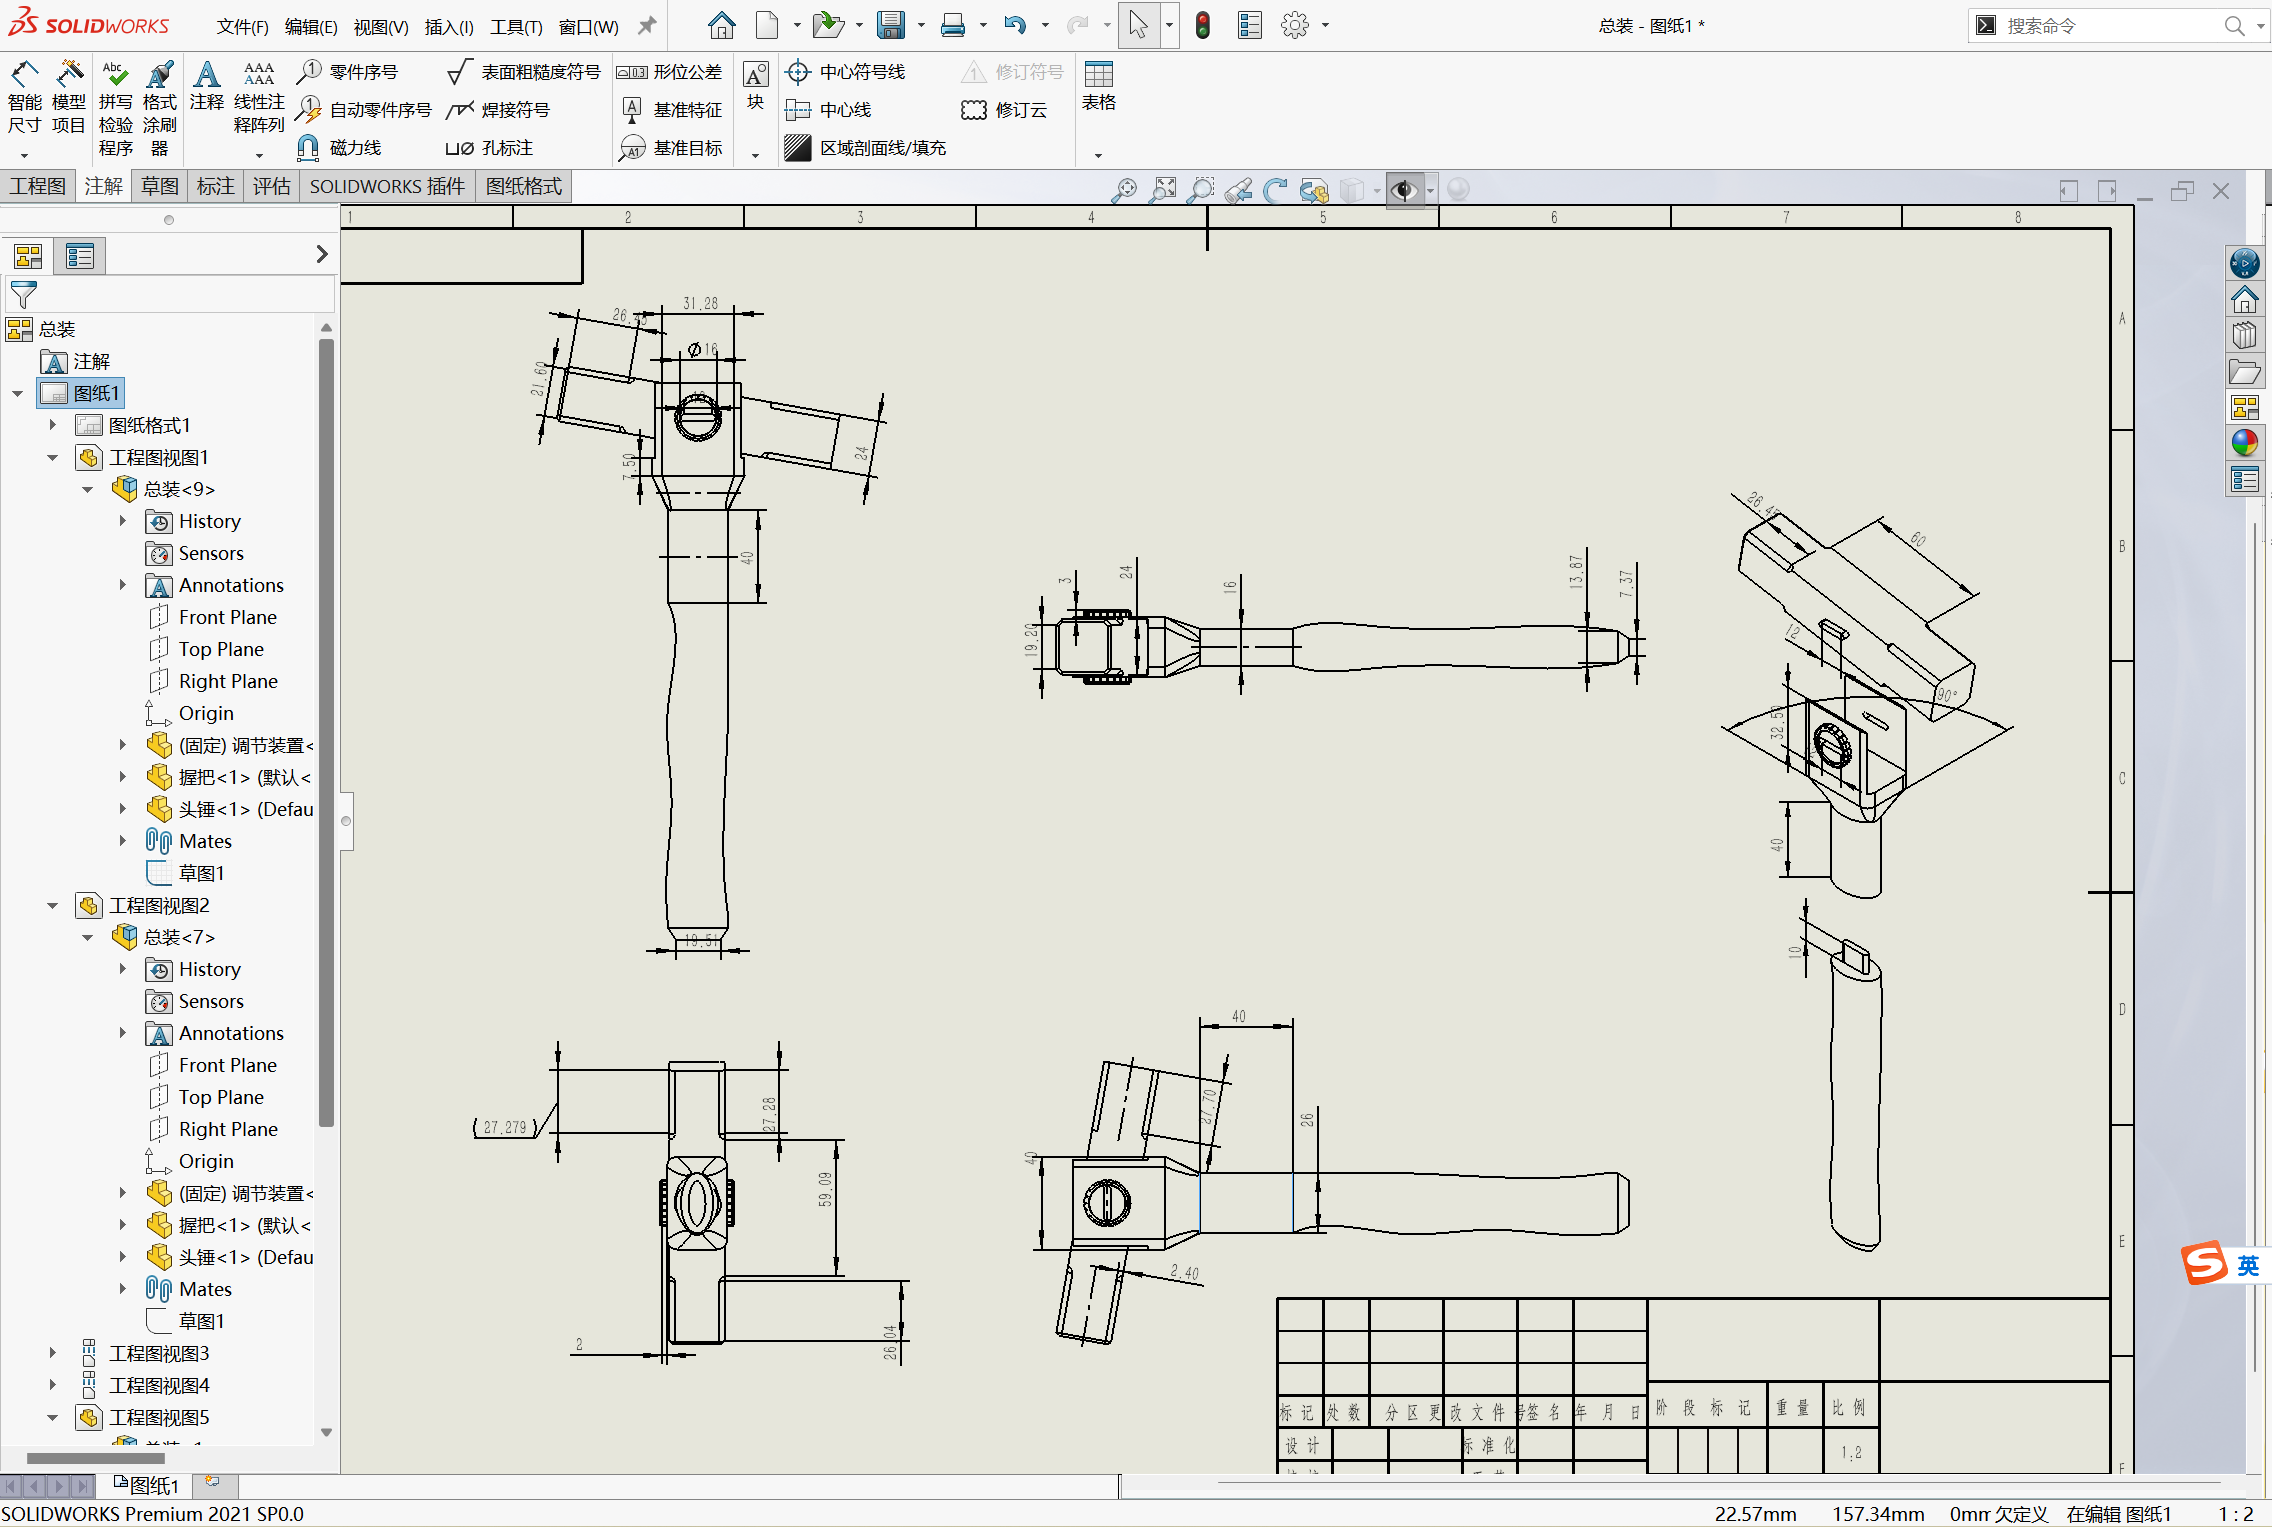 SOLIDWORKS
文件(F) 编辑(E) 视图(V) 插入(I) 工具(T) 窗口(W)
总装 - 图纸1 *
搜索命令
智能尺寸
模型项目
拼写检验程序
格式涂刷器
注释
线性注释阵列
零件序号
自动零件序号
磁力线
表面粗糙度符号
焊接符号
孔标注
形位公差
基准特征
基准目标
块
中心符号线
中心线
区域剖面线/填充
修订符号
修订云
表格
工程图 注解 草图 标注 评估 SOLIDWORKS 插件 图纸格式
总装
注解
图纸1
图纸格式1
工程图视图1
总装<9>
History
Sensors
Annotations
Front Plane
Top Plane
Right Plane
Origin
(固定) 调节装置<
握把<1> (默认<
头锤<1> (Defau
Mates
草图1
工程图视图2
总装<7>
History
Sensors
Annotations
Front Plane
Top Plane
Right Plane
Origin
(固定) 调节装置<
握把<1> (默认<
头锤<1> (Defau
Mates
草图1
工程图视图3
工程图视图4
工程图视图5
1 2 3 4 5 6 7 8
A
B
C
D
E
F
31.28
26.45
Ø16
21.60
24
7.50
40
19.51
3
24
16
19.20
13.87
7.37
26.45
60
12
90°
32.50
40
10
(27.279)
27.28
59.09
26.04
2
40
27.70
26
40
2.40
标记 处数 分区 更改文件号 签名 年月日 阶段标记 重量 比例
设计 标准化
1:2
英
图纸1
SOLIDWORKS Premium 2021 SP0.0
22.57mm 157.34mm 0mm 欠定义 在编辑 图纸1 1 : 2